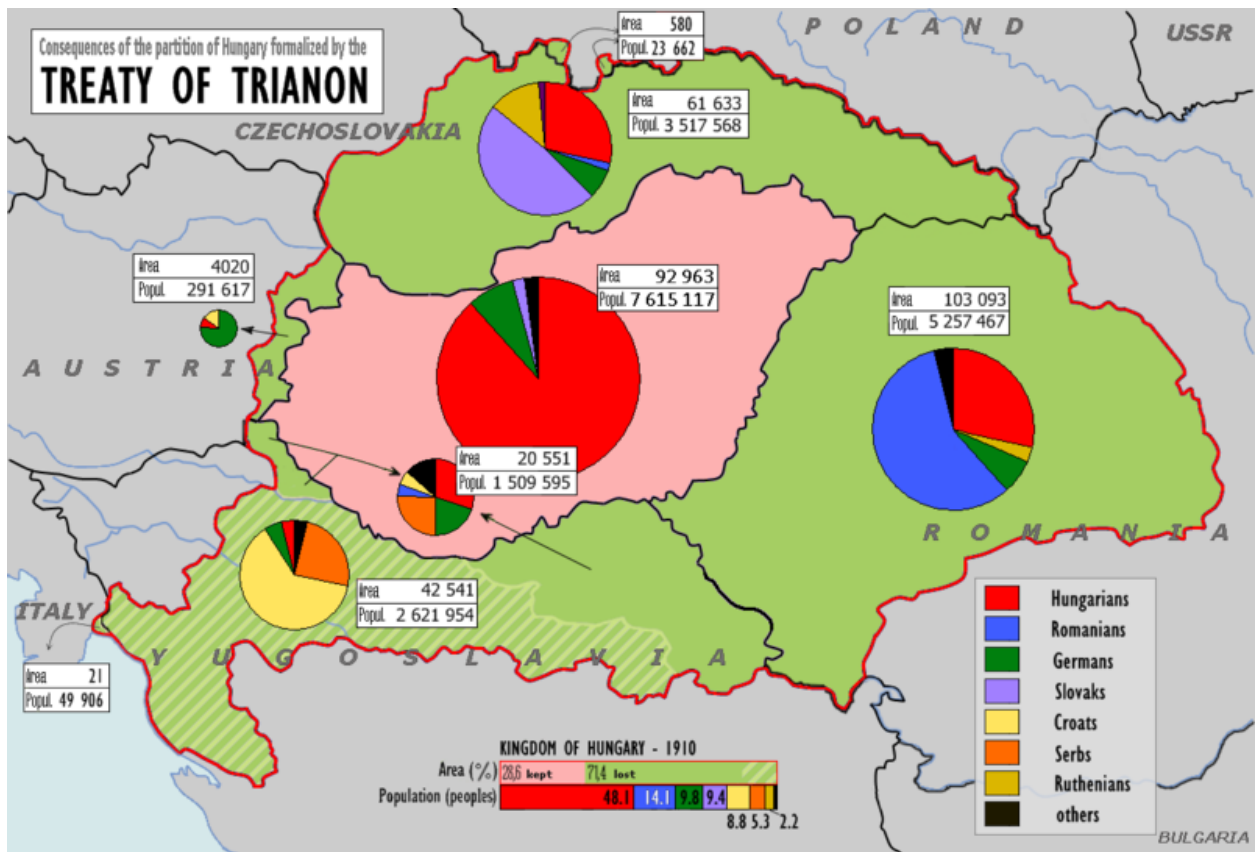 Consequences of the partition of Hungary formalized by the
TREATY OF TRIANON
Area 580
Popul. 23 662
POLAND
USSR
CZECHOSLOVAKIA
Area 61 633
Popul. 3 517 568
Area 4020
Popul. 291 617
Area 92 963
Popul. 7 615 117
Area 103 093
Popul. 5 257 467
AUSTRIA
Area 20 551
Popul. 1 509 595
ROMANIA
Area 42 541
Popul. 2 621 954
ITALY
YUGOSLAVIA
Area 21
Popul. 49 906
Hungarians
Romanians
Germans
Slovaks
Croats
Serbs
Ruthenians
others
KINGDOM OF HUNGARY - 1910
Area (%) 28,6 kept 71,4 lost
Population (peoples) 48.1 14.1 9.8 9.4
8.8 5.3 2.2
BULGARIA